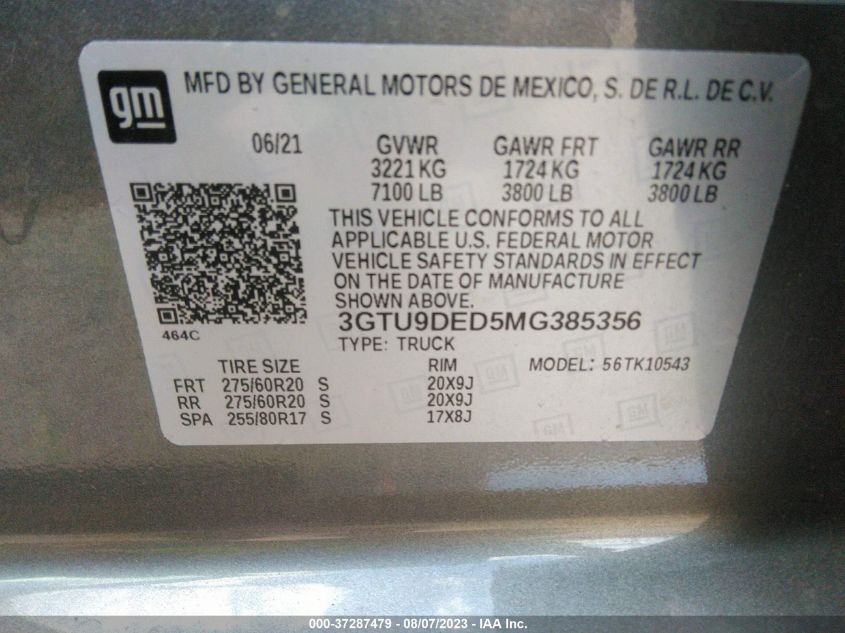 gm
MFD BY GENERAL MOTORS DE MEXICO, S. DE R.L. DE C.V.
06/21 GVWR GAWR FRT GAWR RR
3221 KG 1724 KG 1724 KG
7100 LB 3800 LB 3800 LB
THIS VEHICLE CONFORMS TO ALL
APPLICABLE U.S. FEDERAL MOTOR
VEHICLE SAFETY STANDARDS IN EFFECT
ON THE DATE OF MANUFACTURE
SHOWN ABOVE.
464C
3GTU9DED5MG385356
TYPE: TRUCK
TIRE SIZE RIM MODEL: 56TK10543
FRT 275/60R20 S 20X9J
RR 275/60R20 S 20X9J
SPA 255/80R17 S 17X8J
000-37287479 - 08/07/2023 - IAA Inc.